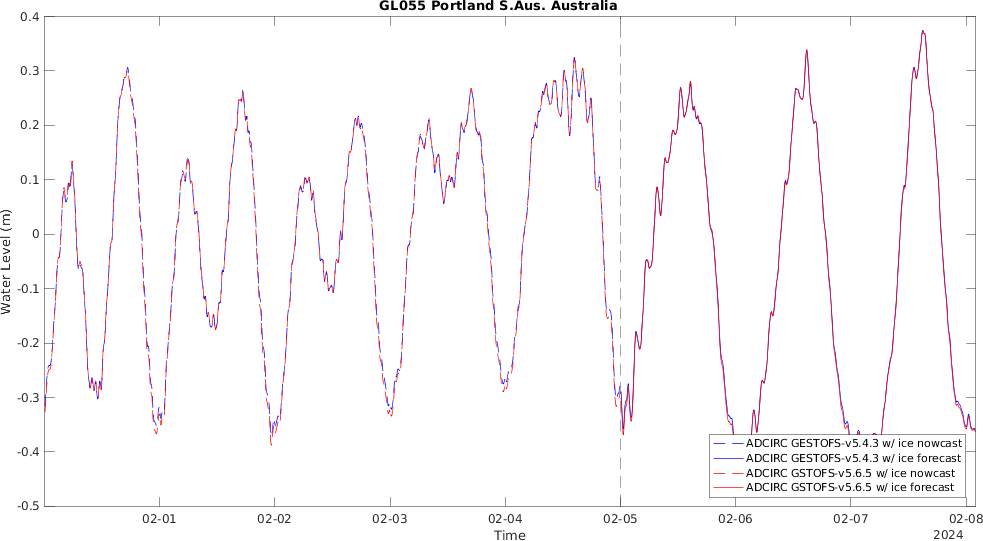 GL055 Portland S.Aus. Australia
0.4
0.3
0.2
0.1
0
-0.1
-0.2
-0.3
-0.4
-0.5
Water Level (m)
02-01
02-02
02-03
02-04
02-05
02-06
02-07
02-08
Time
2024
ADCIRC GESTOFS-v5.4.3 w/ ice nowcast
ADCIRC GESTOFS-v5.4.3 w/ ice forecast
ADCIRC GSTOFS-v5.6.5 w/ ice nowcast
ADCIRC GSTOFS-v5.6.5 w/ ice forecast